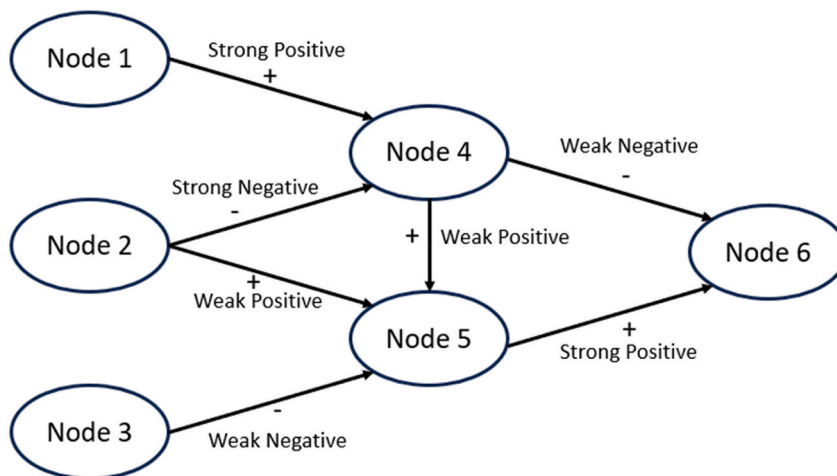 Node 1
Strong Positive
+
Node 4
Weak Negative
-
Strong Negative
-
Node 2
+
Weak Positive
Node 6
+
Weak Positive
Node 5
+
Strong Positive
Node 3
-
Weak Negative